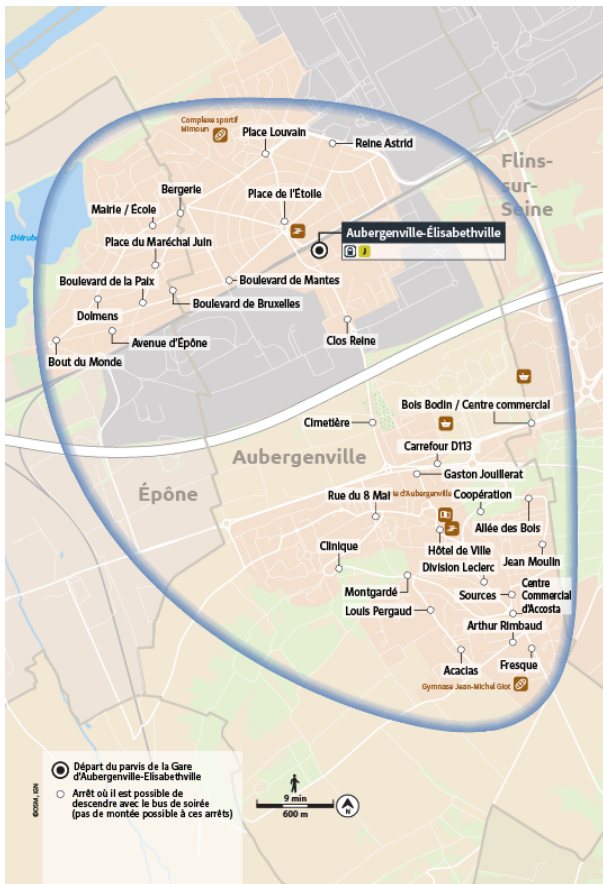 Complexe sportif
Mimoun
Place Louvain
Reine Astrid
Flins-
sur-
Seine
Bergerie
Place de l'Étoile
Mairie / École
Aubergenville-Élisabethville
J
Place du Maréchal Juin
Boulevard de la Paix
Boulevard de Mantes
Boulevard de Bruxelles
Dolmens
Avenue d'Épône
Clos Reine
Bout du Monde
Bois Bodin / Centre commercial
Cimetière
Carrefour D113
Aubergenville
Gaston Jouillerat
Épône
Rue du 8 Mai
ie d'Aubergenville
Coopération
Allée des Bois
Hôtel de Ville
Clinique
Jean Moulin
Division Leclerc
Montgardé
Sources
Centre
Commercial
d'Accosta
Louis Pergaud
Arthur Rimbaud
Acacias
Fresque
Gymnase Jean-Michel Giot
Départ du parvis de la Gare
d'Aubergenville-Elisabethville
Arrêt où il est possible de
descendre avec le bus de soirée
(pas de montée possible à ces arrêts)
©OSM, IGN
9 min
600 m
N